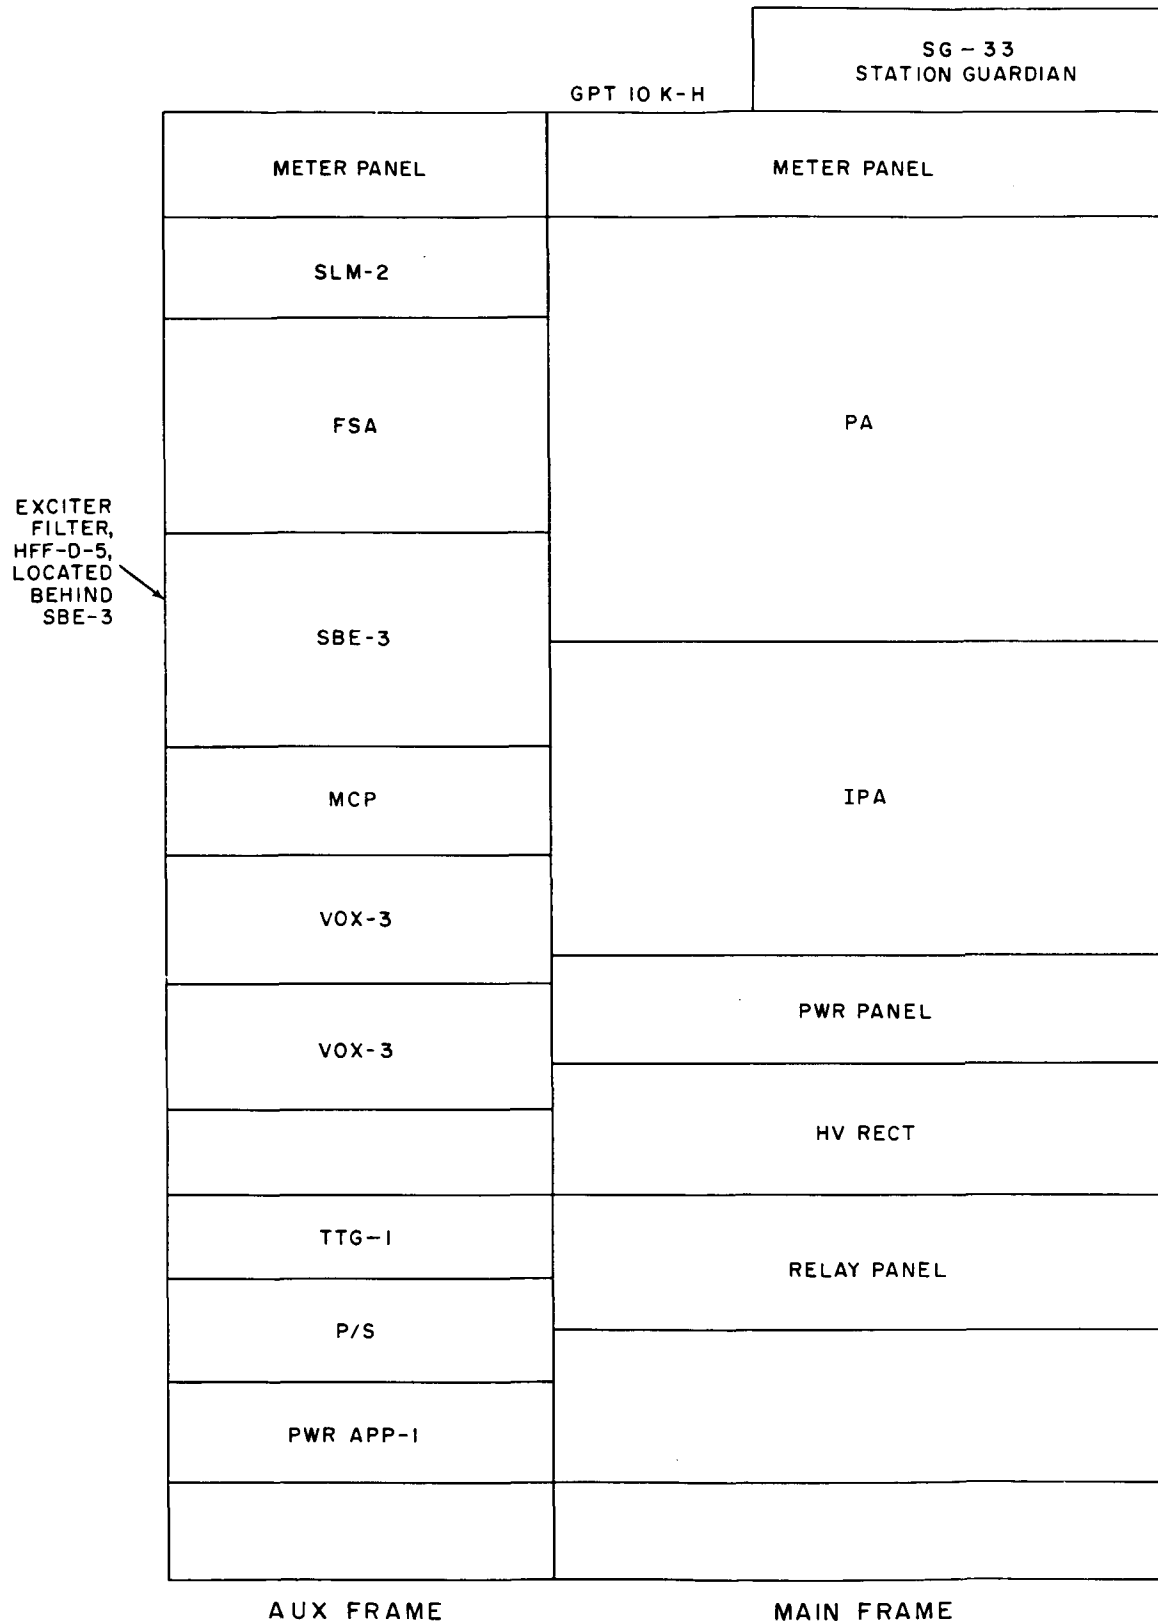 SG-33
STATION GUARDIAN
GPT 10 K-H
METER PANEL
METER PANEL
SLM-2
FSA
PA
EXCITER
FILTER,
HFF-D-5,
LOCATED
BEHIND
SBE-3
SBE-3
MCP
IPA
VOX-3
PWR PANEL
VOX-3
HV RECT
TTG-1
RELAY PANEL
P/S
PWR APP-1
AUX FRAME
MAIN FRAME